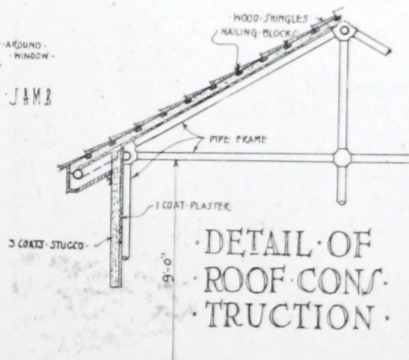 ·WOOD·SHINGLES
NAILING·BLOCKS·
·AROUND·
·WINDOW·
JAMB
PIPE FRAME
1 COAT·PLASTER·
3 COATS·STUCCO·
9'-0"
·DETAIL·OF
·ROOF·CONS·
·TRUCTION·